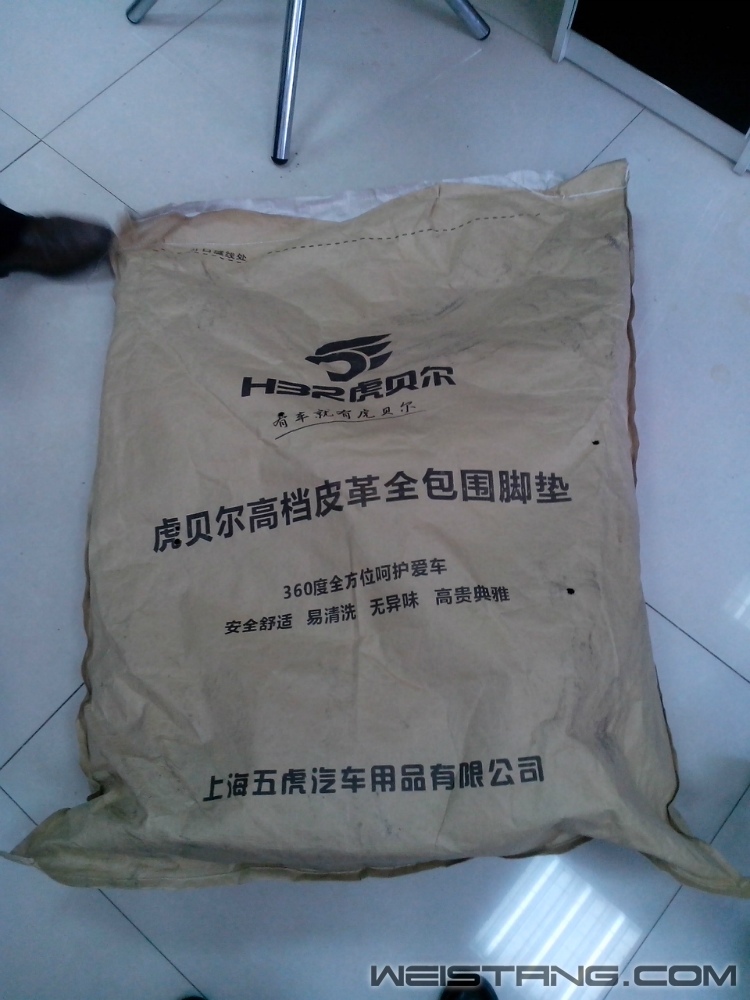 HBR虎贝尔
有车就有虎贝尔
虎贝尔高档皮革全包围脚垫
360度全方位呵护爱车
安全舒适 易清洗 无异味 高贵典雅
上海五虎汽车用品有限公司
WEISTANG.COM